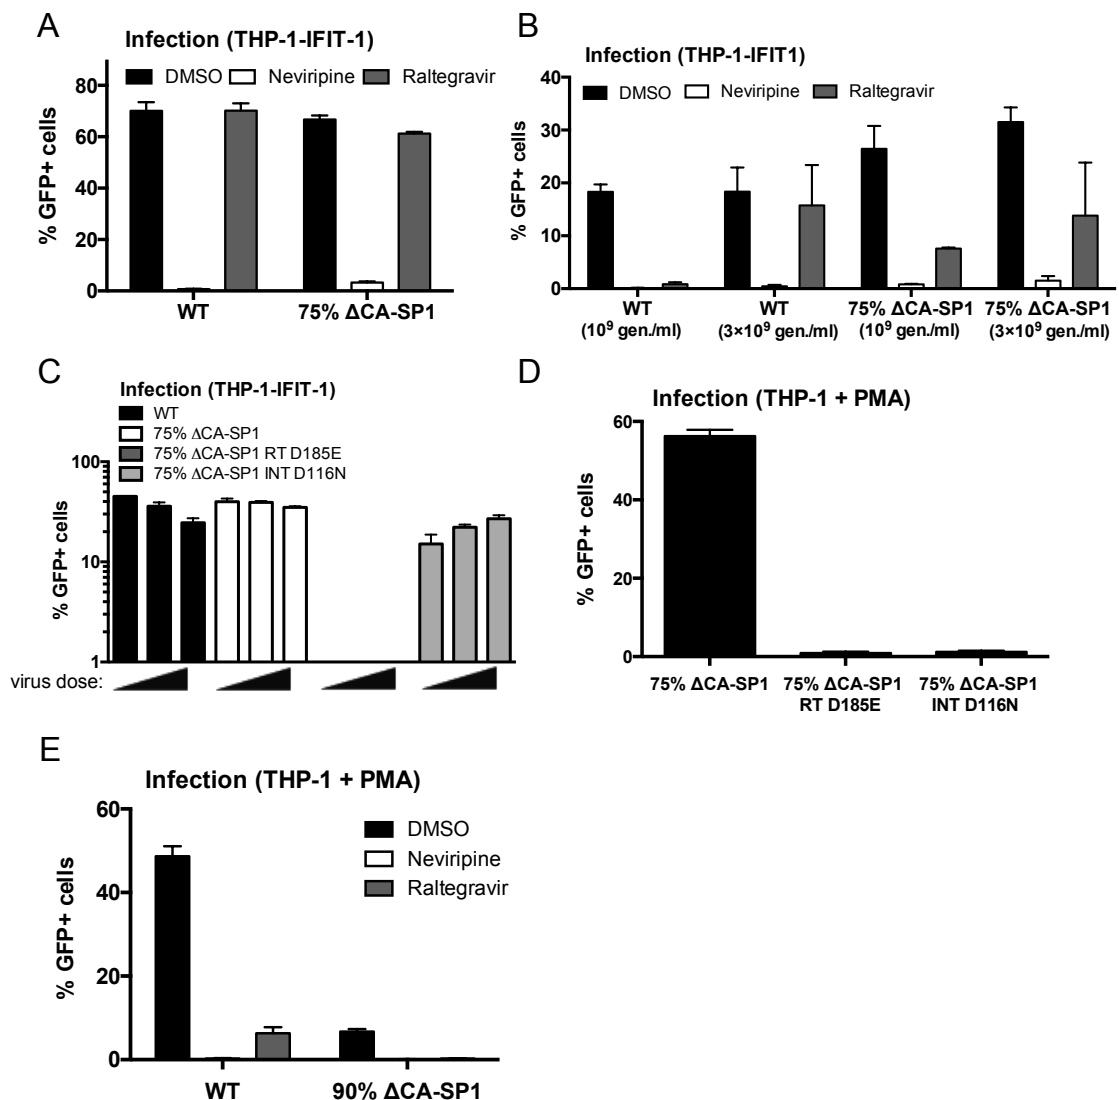 A
Infection (THP-1-IFIT-1)
DMSO Neviripine Raltegravir
% GFP+ cells
80
60
40
20
0
WT 75% ΔCA-SP1
B
Infection (THP-1-IFIT1)
DMSO Neviripine Raltegravir
% GFP+ cells
40
30
20
10
0
WT WT 75% ΔCA-SP1 75% ΔCA-SP1
(10⁹ gen./ml) (3×10⁹ gen./ml) (10⁹ gen./ml) (3×10⁹ gen./ml)
C
Infection (THP-1-IFIT-1)
WT
75% ΔCA-SP1
75% ΔCA-SP1 RT D185E
75% ΔCA-SP1 INT D116N
% GFP+ cells
100
10
1
virus dose:
D
Infection (THP-1 + PMA)
% GFP+ cells
60
40
20
0
75% ΔCA-SP1 75% ΔCA-SP1 75% ΔCA-SP1
RT D185E INT D116N
E
Infection (THP-1 + PMA)
DMSO
Neviripine
Raltegravir
% GFP+ cells
60
40
20
0
WT 90% ΔCA-SP1